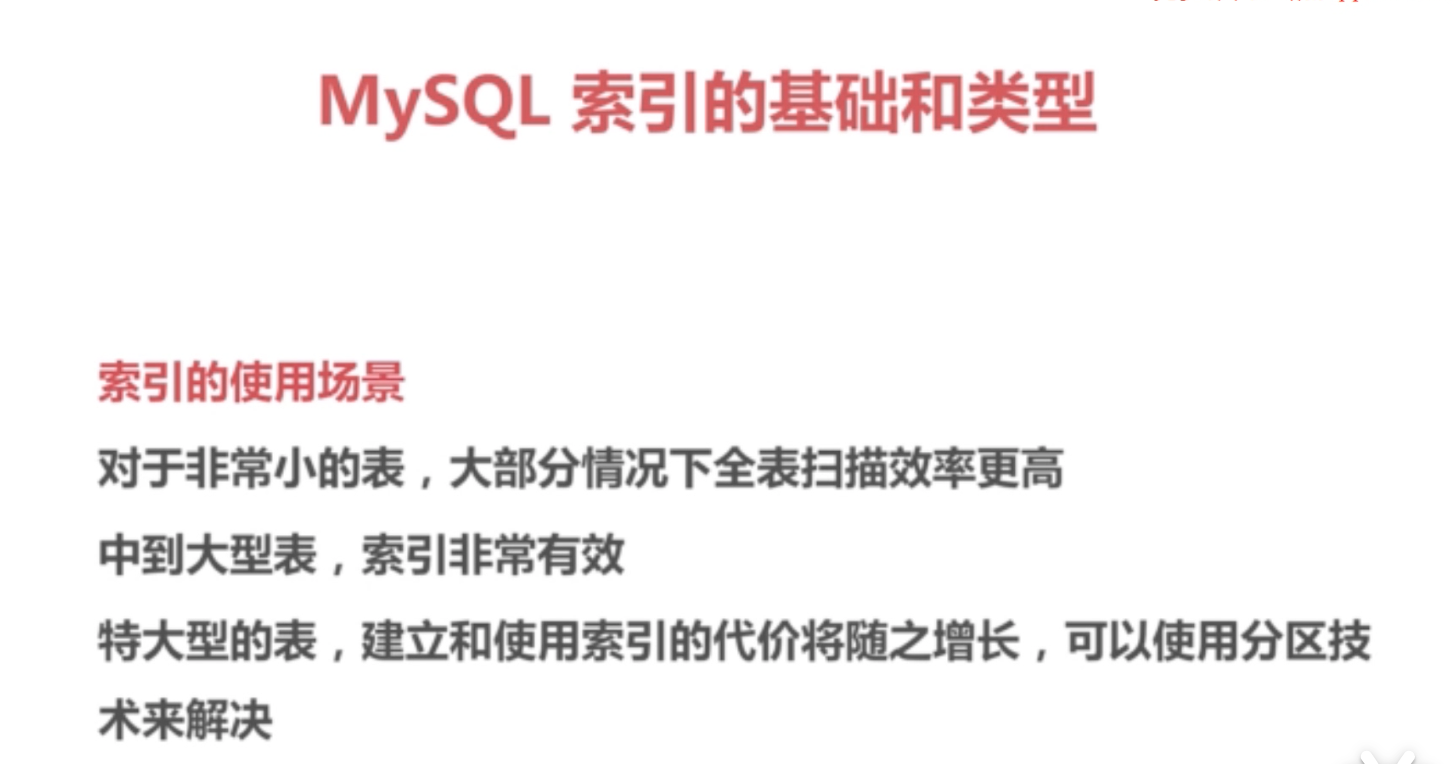 MySQL 索引的基础和类型
索引的使用场景
对于非常小的表，大部分情况下全表扫描效率更高
中到大型表，索引非常有效
特大型的表，建立和使用索引的代价将随之增长，可以使用分区技
术来解决